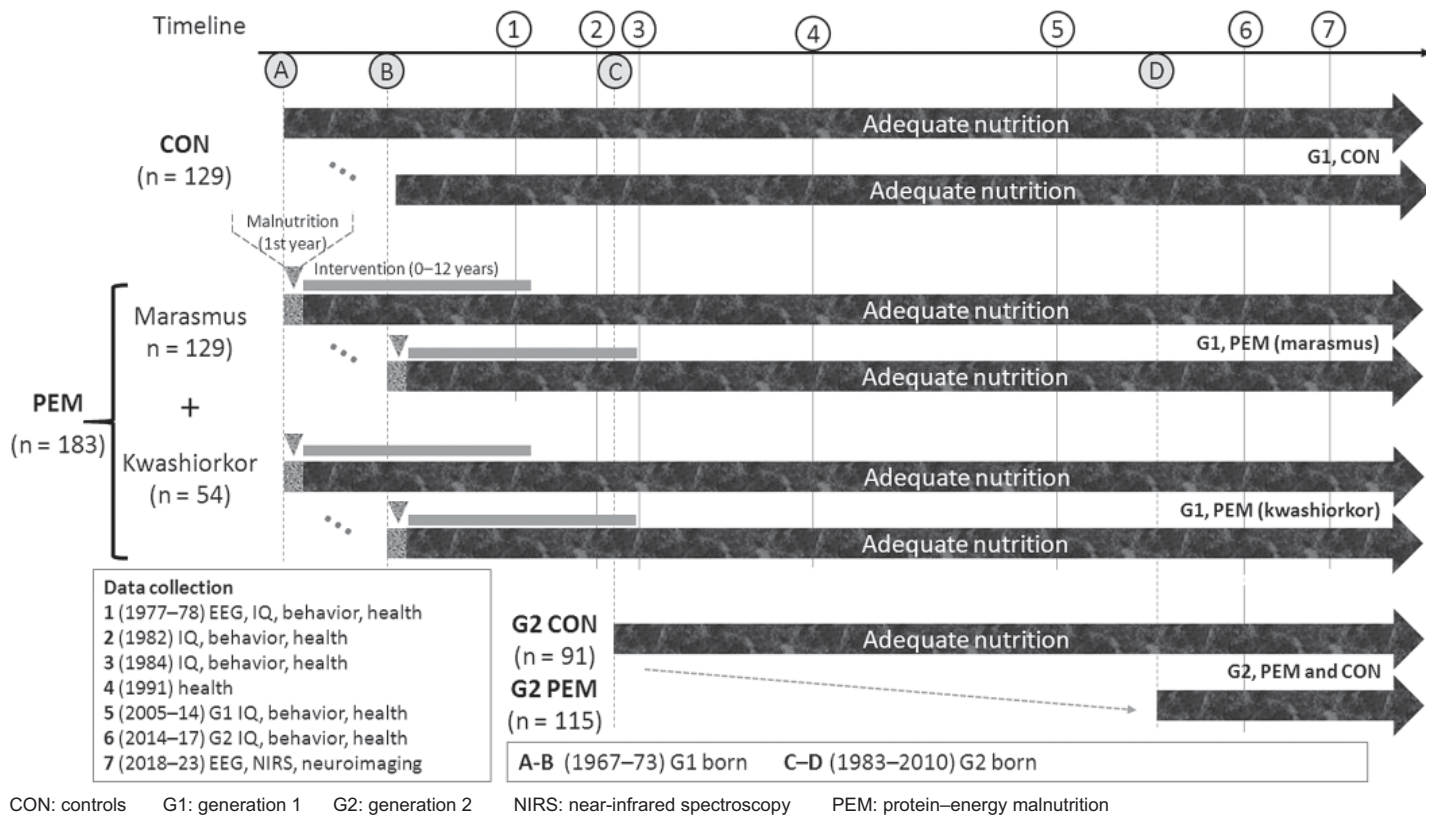 Timeline
1 2 3 4 5 6 7
A B C D
Adequate nutrition
CON
(n = 129)
G1, CON
Adequate nutrition
Malnutrition
(1st year)
Intervention (0–12 years)
Marasmus
n = 129)
Adequate nutrition
G1, PEM (marasmus)
Adequate nutrition
PEM
(n = 183)
+
Kwashiorkor
(n = 54)
Adequate nutrition
G1, PEM (kwashiorkor)
Adequate nutrition
Data collection
1 (1977–78) EEG, IQ, behavior, health
2 (1982) IQ, behavior, health
3 (1984) IQ, behavior, health
4 (1991) health
5 (2005–14) G1 IQ, behavior, health
6 (2014–17) G2 IQ, behavior, health
7 (2018–23) EEG, NIRS, neuroimaging
G2 CON
(n = 91)
Adequate nutrition
G2 PEM
(n = 115)
G2, PEM and CON
A-B (1967–73) G1 born C–D (1983–2010) G2 born
CON: controls G1: generation 1 G2: generation 2 NIRS: near-infrared spectroscopy PEM: protein–energy malnutrition